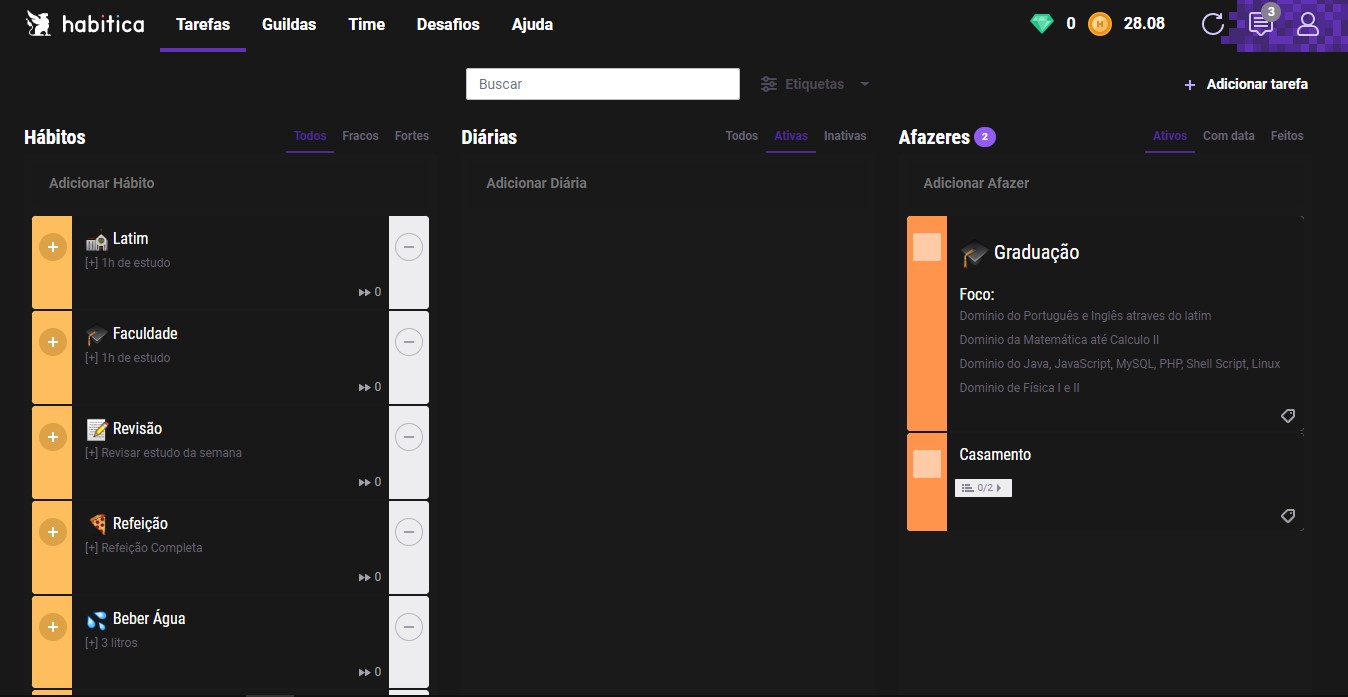 habitica Tarefas Guildas Time Desafios Ajuda 0 28.08 3
Buscar Etiquetas + Adicionar tarefa
Hábitos Todos Fracos Fortes
Adicionar Hábito
Latim
[+] 1h de estudo
0
Faculdade
[+] 1h de estudo
0
Revisão
[+] Revisar estudo da semana
0
Refeição
[+] Refeição Completa
0
Beber Água
[+] 3 litros
0
Diárias Todos Ativas Inativas
Adicionar Diária
Afazeres 2 Ativos Com data Feitos
Adicionar Afazer
Graduação
Foco:
Dominio do Português e Inglês atraves do latim
Dominio da Matemática até Calculo II
Dominio do Java, JavaScript, MySQL, PHP, Shell Script, Linux
Dominio de Física I e II
Casamento
0/2